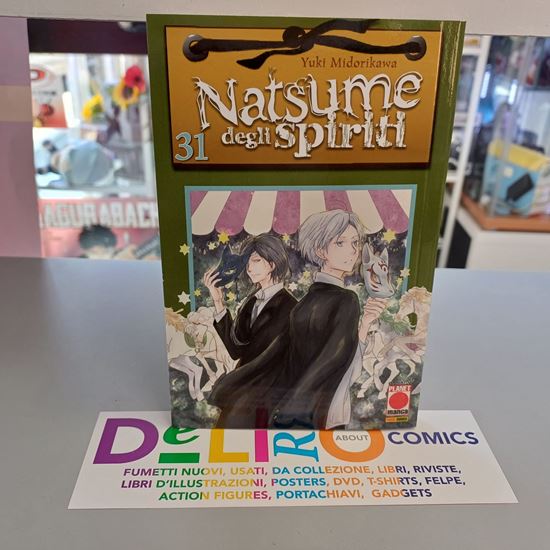 Yuki Midorikawa
Natsume
degli Spiriti
31
AGURABACH
PLANET
manga
DeLiRiO ABOUT COMICS
FUMETTI NUOVI, USATI, DA COLLEZIONE, LIBRI, RIVISTE,
LIBRI D'ILLUSTRAZIONI, POSTERS, DVD, T-SHIRTS, FELPE,
ACTION FIGURES, PORTACHIAVI, GADGETS